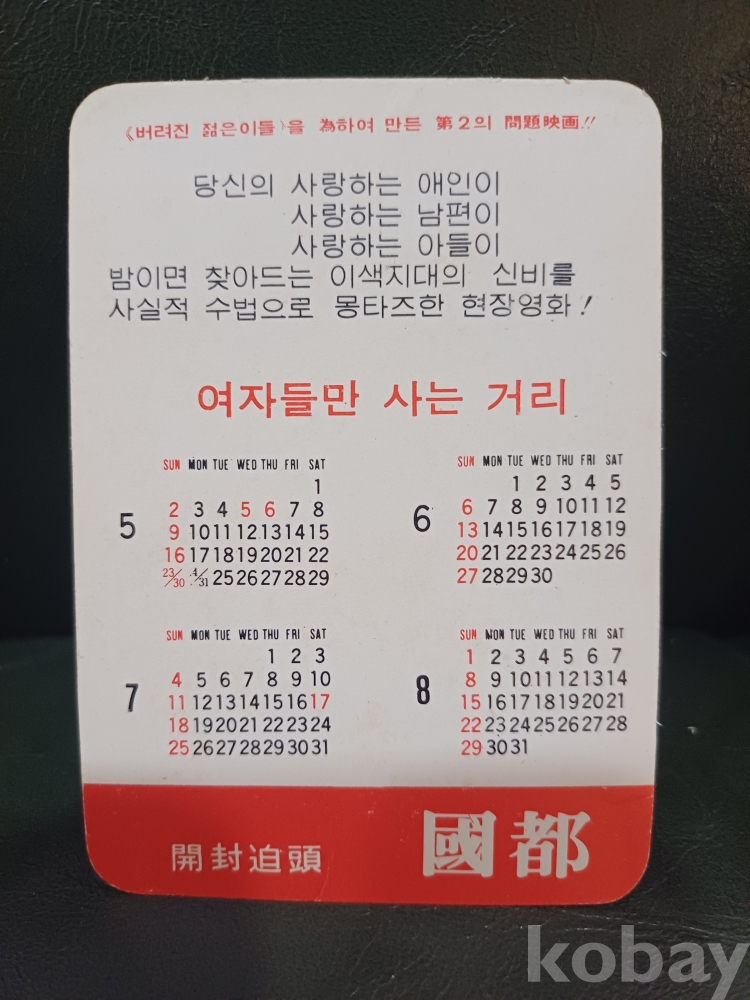 《버려진 젊은이들〉을 為하여 만든 第2의 問題映画!!
당신의 사랑하는 애인이
사랑하는 남편이
사랑하는 아들이
밤이면 찾아드는 이색지대의 신비를
사실적 수법으로 몽타즈한 현장영화!
여자들만 사는 거리
5
SUN MON TUE WED THU FRI SAT
1
2 3 4 5 6 7 8
9 10 11 12 13 14 15
16 17 18 19 20 21 22
23/30 24/31 25 26 27 28 29
6
SUN MON TUE WED THU FRI SAT
1 2 3 4 5
6 7 8 9 10 11 12
13 14 15 16 17 18 19
20 21 22 23 24 25 26
27 28 29 30
7
SUN MON TUE WED THU FRI SAT
1 2 3
4 5 6 7 8 9 10
11 12 13 14 15 16 17
18 19 20 21 22 23 24
25 26 27 28 29 30 31
8
SUN MON TUE WED THU FRI SAT
1 2 3 4 5 6 7
8 9 10 11 12 13 14
15 16 17 18 19 20 21
22 23 24 25 26 27 28
29 30 31
開封迫頭 國都
kobay